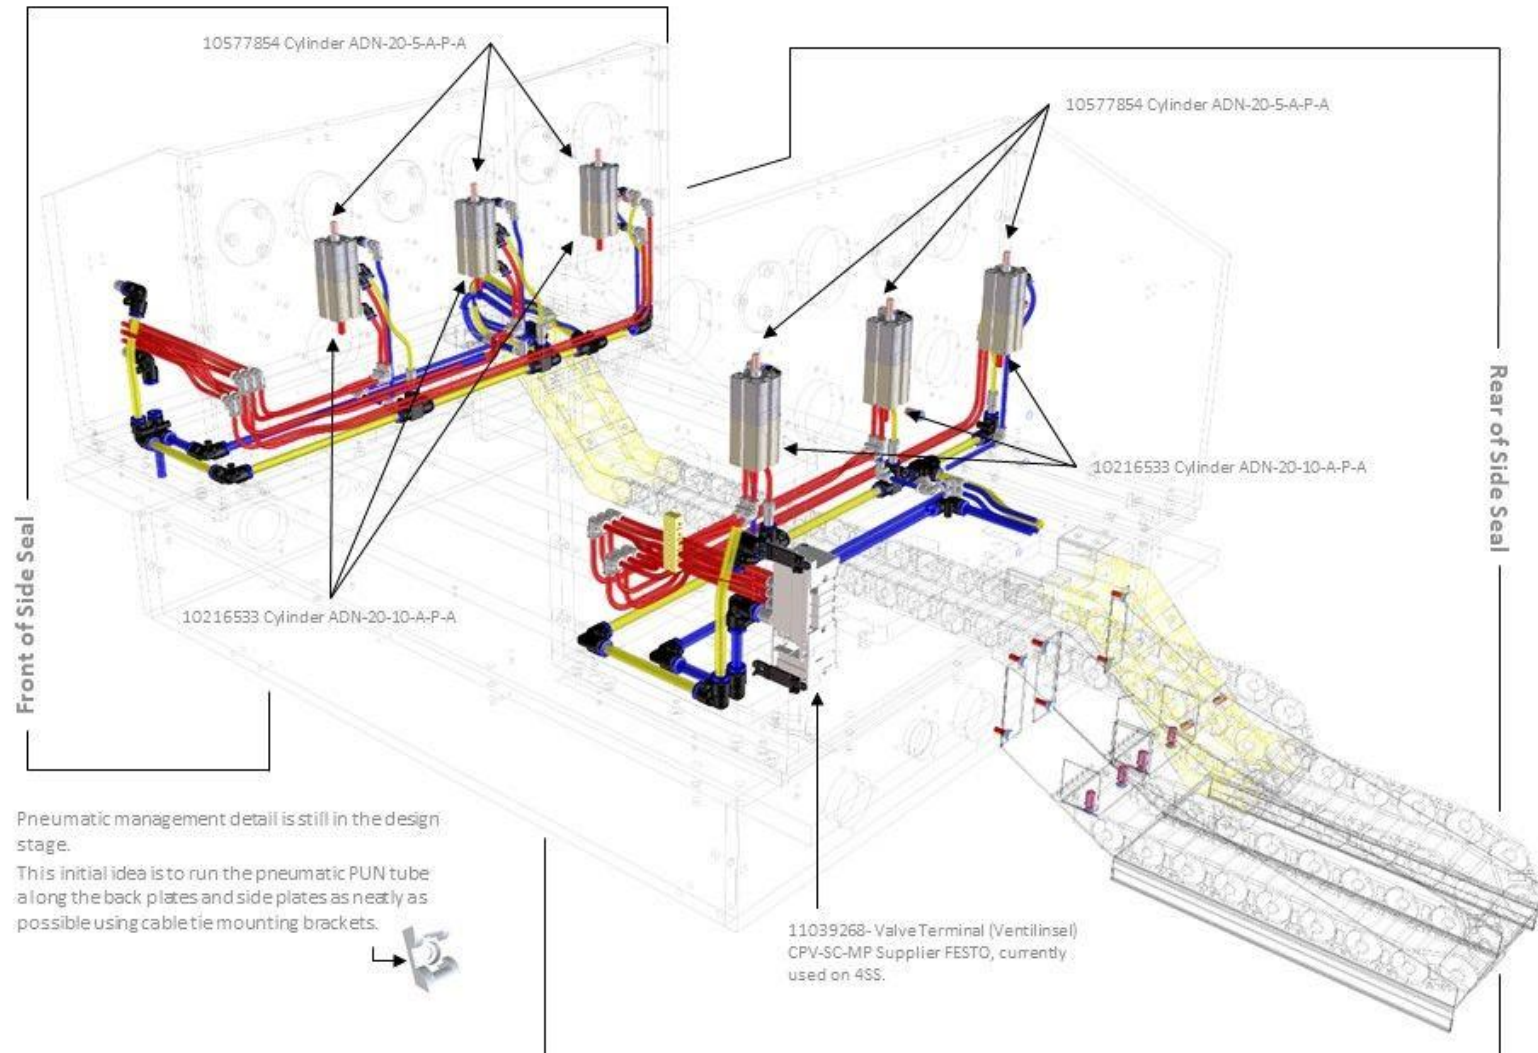 10577854 Cylinder ADN-20-5-A-P-A
10577854 Cylinder ADN-20-5-A-P-A
Front of Side Seal
Rear of Side Seal
10216533 Cylinder ADN-20-10-A-P-A
10216533 Cylinder ADN-20-10-A-P-A
Pneumatic management detail is still in the design
stage.
This initial idea is to run the pneumatic PUN tube
along the back plates and side plates as neatly as
possible using cable tie mounting brackets.
11039268- Valve Terminal (Ventilinsel)
CPV-SC-MP Supplier FESTO, currently
used on 4SS.